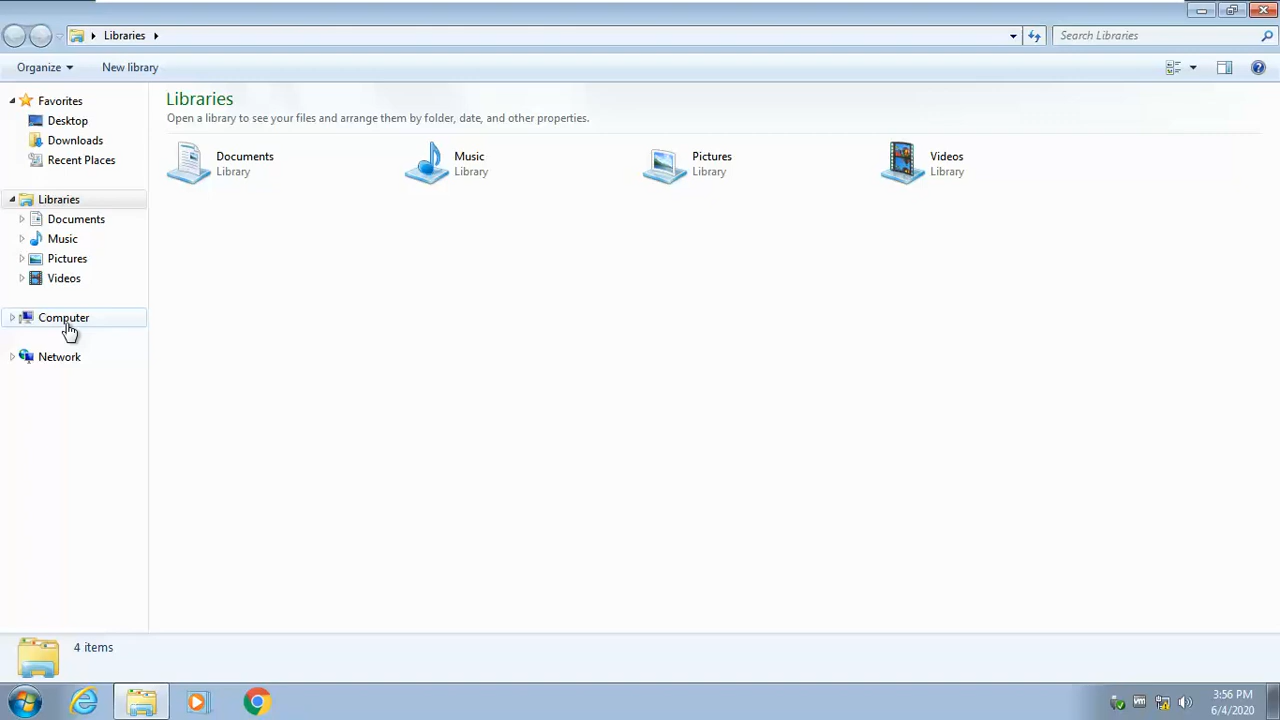 Libraries
Search Libraries
Organize
New library
Favorites
Desktop
Downloads
Recent Places
Libraries
Documents
Music
Pictures
Videos
Computer
Network
Libraries
Open a library to see your files and arrange them by folder, date, and other properties.
Documents
Library
Music
Library
Pictures
Library
Videos
Library
4 items
3:56 PM
6/4/2020